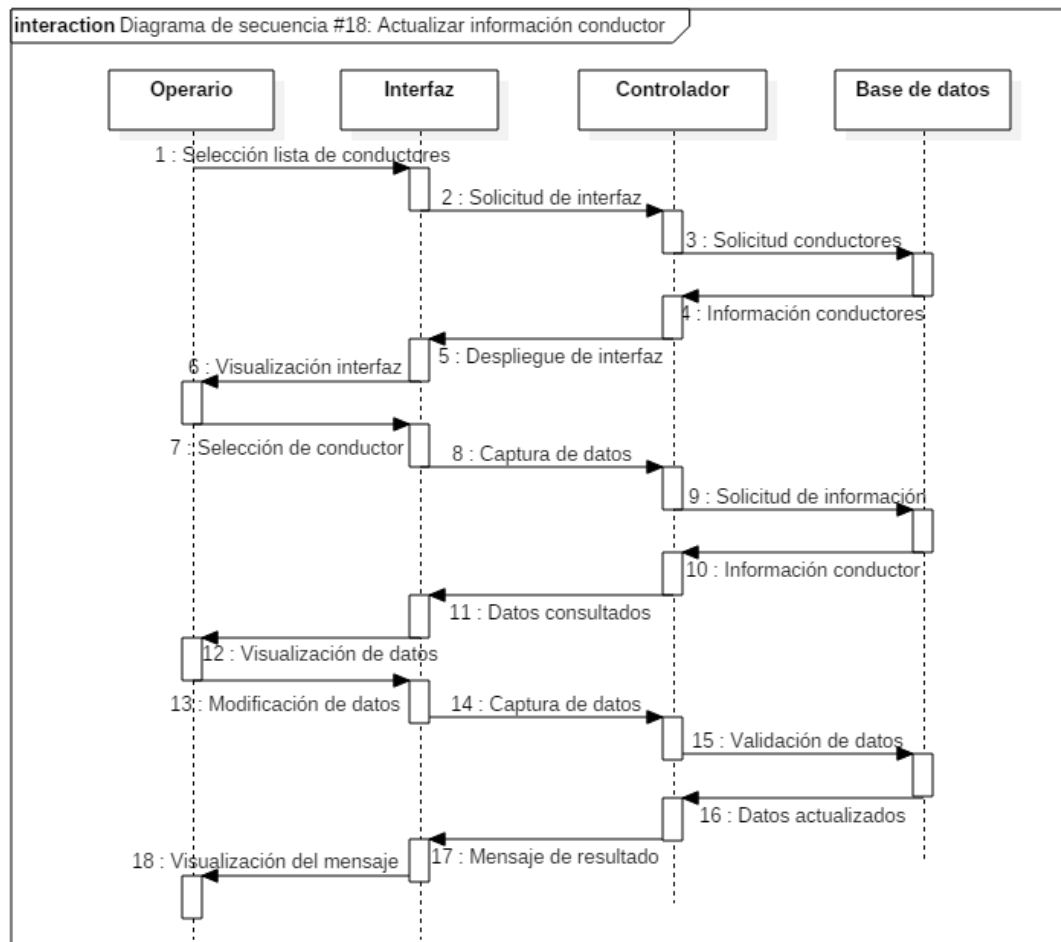 interaction Diagrama de secuencia #18: Actualizar información conductor
Operario
Interfaz
Controlador
Base de datos
1 : Selección lista de conductores
2 : Solicitud de interfaz
3 : Solicitud conductores
4 : Información conductores
5 : Despliegue de interfaz
6 : Visualización interfaz
7 : Selección de conductor
8 : Captura de datos
9 : Solicitud de información
10 : Información conductor
11 : Datos consultados
12 : Visualización de datos
13 : Modificación de datos
14 : Captura de datos
15 : Validación de datos
16 : Datos actualizados
17 : Mensaje de resultado
18 : Visualización del mensaje